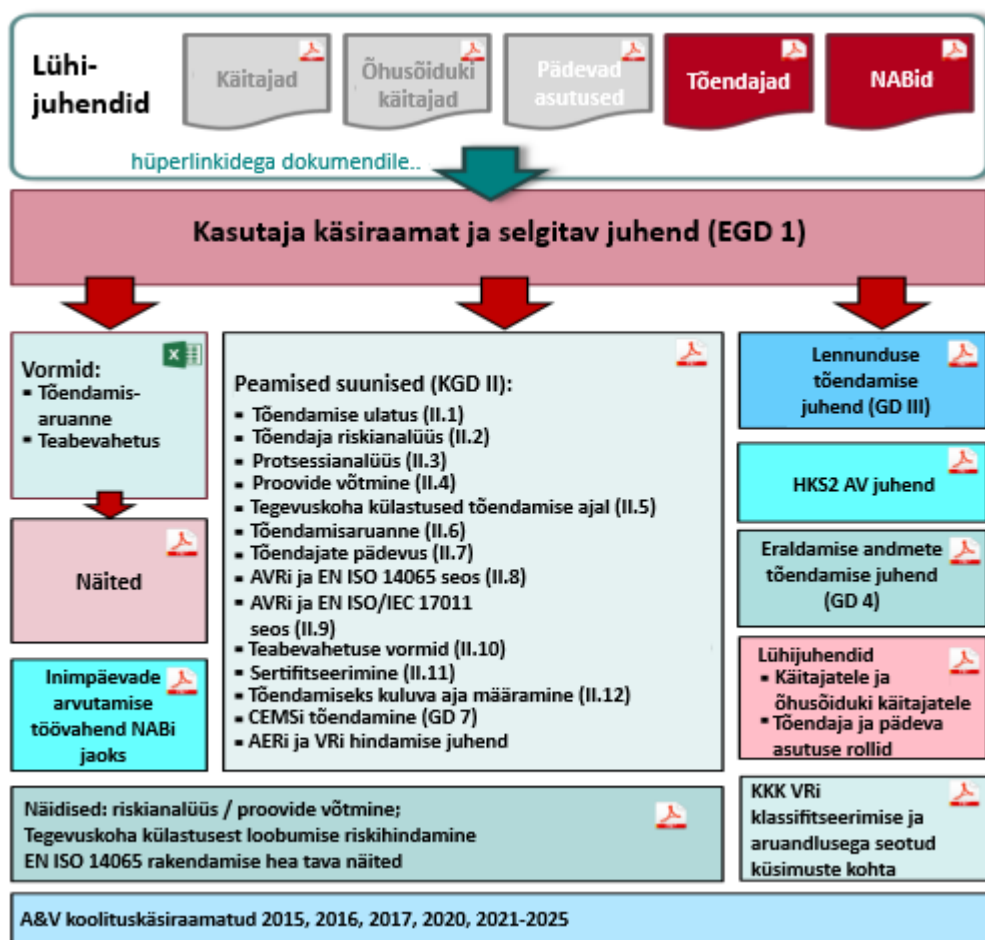 Lühi-
juhendid
Käitajad
Õhusõiduki
käitajad
Pädevad
asutused
Tõendajad
NABid
hüperlinkidega dokumendile..
Kasutaja käsiraamat ja selgitav juhend (EGD 1)
Vormid:
▪ Tõendamis-
aruanne
▪ Teabevahetus
Näited
Inimpäevade
arvutamise
töövahend NABi
jaoks
Peamised suunised (KGD II):
▪ Tõendamise ulatus (II.1)
▪ Tõendaja riskianalüüs (II.2)
▪ Protsessianalüüs (II.3)
▪ Proovide võtmine (II.4)
▪ Tegevuskoha külastused tõendamise ajal (II.5)
▪ Tõendamisaruanne (II.6)
▪ Tõendajate pädevus (II.7)
▪ AVRi ja EN ISO 14065 seos (II.8)
▪ AVRi ja EN ISO/IEC 17011
seos (II.9)
▪ Teabevahetuse vormid (II.10)
▪ Sertifitseerimine (II.11)
▪ Tõendamiseks kuluva aja määramine (II.12)
▪ CEMSi tõendamine (GD 7)
▪ AERi ja VRi hindamise juhend
Lennunduse
tõendamise
juhend (GD III)
HKS2 AV juhend
Eraldamise andmete
tõendamise juhend
(GD 4)
Lühijuhendid
▪ Käitajatele ja
õhusõiduki käitajatele
▪ Tõendaja ja pädeva
asutuse rollid
KKK VRi
klassifitseerimise ja
aruandlusega seotud
küsimuste kohta
Näidised: riskianalüüs / proovide võtmine;
Tegevuskoha külastusest loobumise riskihindamine
EN ISO 14065 rakendamise hea tava näited
A&V koolituskäsiraamatud 2015, 2016, 2017, 2020, 2021-2025